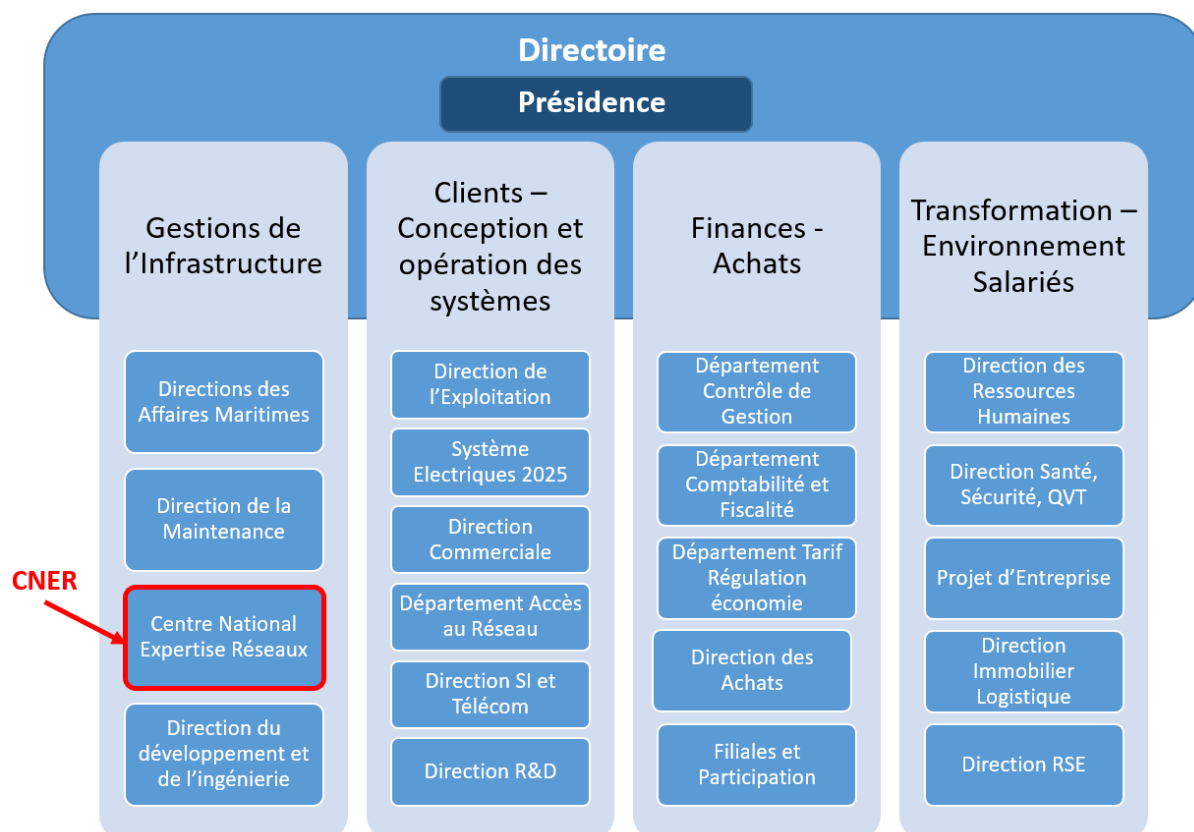 Directoire
Présidence
Gestions de
l’Infrastructure
Directions des
Affaires Maritimes
Direction de la
Maintenance
CNER
Centre National
Expertise Réseaux
Direction du
développement et
de l’ingénierie
Clients –
Conception et
opération des
systèmes
Direction de
l’Exploitation
Système
Electriques 2025
Direction
Commerciale
Département Accès
au Réseau
Direction SI et
Télécom
Direction R&D
Finances -
Achats
Département
Contrôle de
Gestion
Département
Comptabilité et
Fiscalité
Département Tarif
Régulation
économie
Direction des
Achats
Filiales et
Participation
Transformation –
Environnement
Salariés
Direction des
Ressources
Humaines
Direction Santé,
Sécurité, QVT
Projet d’Entreprise
Direction
Immobilier
Logistique
Direction RSE